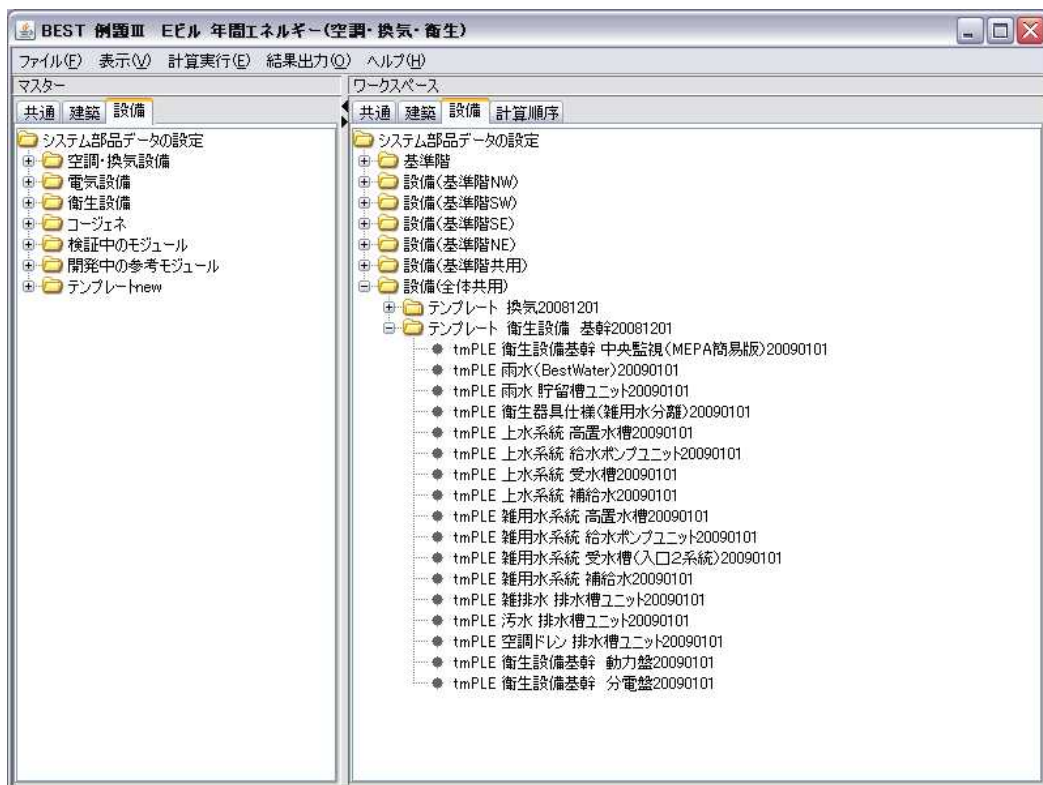 BEST 例題Ⅲ Eビル 年間エネルギー(空調・換気・衛生)
ファイル(F) 表示(V) 計算実行(E) 結果出力(O) ヘルプ(H)
マスター
共通 建築 設備
システム部品データの設定
空調・換気設備
電気設備
衛生設備
コージェネ
検証中のモジュール
開発中の参考モジュール
テンプレートnew
ワークスペース
共通 建築 設備 計算順序
システム部品データの設定
基準階
設備(基準階NW)
設備(基準階SW)
設備(基準階SE)
設備(基準階NE)
設備(基準階共用)
設備(全体共用)
テンプレート 換気20081201
テンプレート 衛生設備 基幹20081201
tmPLE 衛生設備基幹 中央監視(MEPA簡易版)20090101
tmPLE 雨水(BestWater)20090101
tmPLE 雨水 貯留槽ユニット20090101
tmPLE 衛生器具仕様(雑用水分離)20090101
tmPLE 上水系統 高置水槽20090101
tmPLE 上水系統 給水ポンプユニット20090101
tmPLE 上水系統 受水槽20090101
tmPLE 上水系統 補給水20090101
tmPLE 雑用水系統 高置水槽20090101
tmPLE 雑用水系統 給水ポンプユニット20090101
tmPLE 雑用水系統 受水槽(入口2系統)20090101
tmPLE 雑用水系統 補給水20090101
tmPLE 雑排水 排水槽ユニット20090101
tmPLE 汚水 排水槽ユニット20090101
tmPLE 空調ドレン 排水槽ユニット20090101
tmPLE 衛生設備基幹 動力盤20090101
tmPLE 衛生設備基幹 分電盤20090101